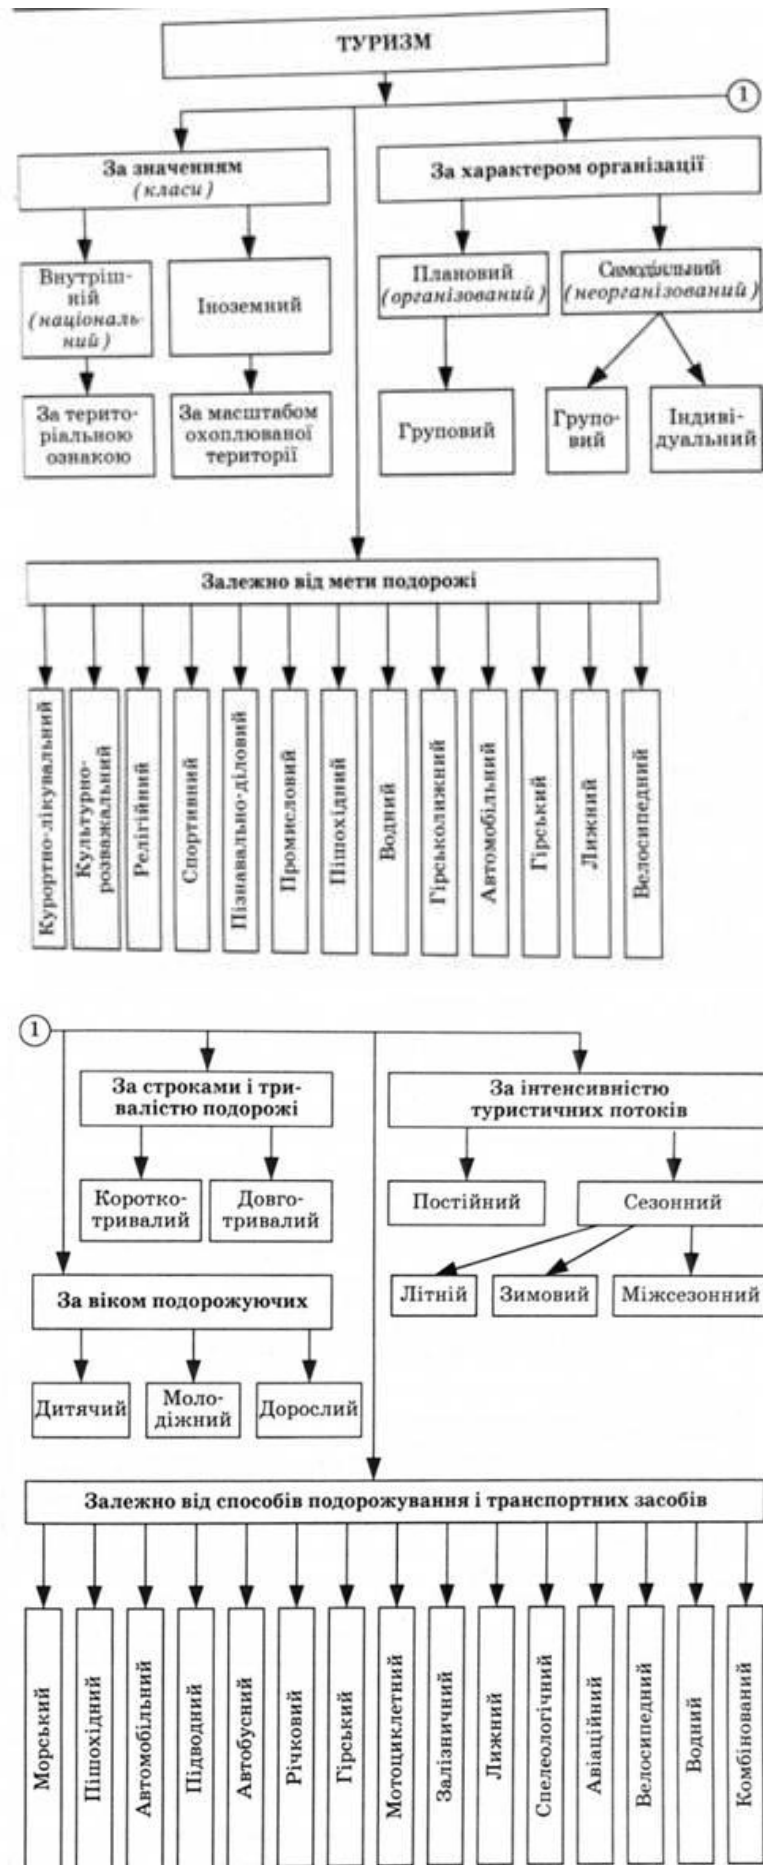 ТУРИЗМ
1
За значенням
(класи)
За характером організації
Внутріш-
ній
(національ-
ний)
Іноземний
Плановий
(організований)
Самодіяльний
(неорганізований)
За терито-
ріальною
ознакою
За масштабом
охоплюваної
території
Груповий
Групо-
вий
Індиві-
дуальний
Залежно від мети подорожі
Курортно-лікувальний
Культурно-
розважальний
Релігійний
Спортивний
Пізнавально-діловий
Промисловий
Пішохідний
Водний
Гірськолижний
Автомобільний
Гірський
Лижний
Велосипедний
1
За строками і три-
валістю подорожі
За інтенсивністю
туристичних потоків
Коротко-
тривалий
Довго-
тривалий
Постійний
Сезонний
За віком подорожуючих
Літній
Зимовий
Міжсезонний
Дитячий
Моло-
діжний
Дорослий
Залежно від способів подорожування і транспортних засобів
Морський
Пішохідний
Автомобільний
Підводний
Автобусний
Річковий
Гірський
Мотоциклетний
Залізничний
Лижний
Спелеологічний
Авіаційний
Велосипедний
Водний
Комбінований